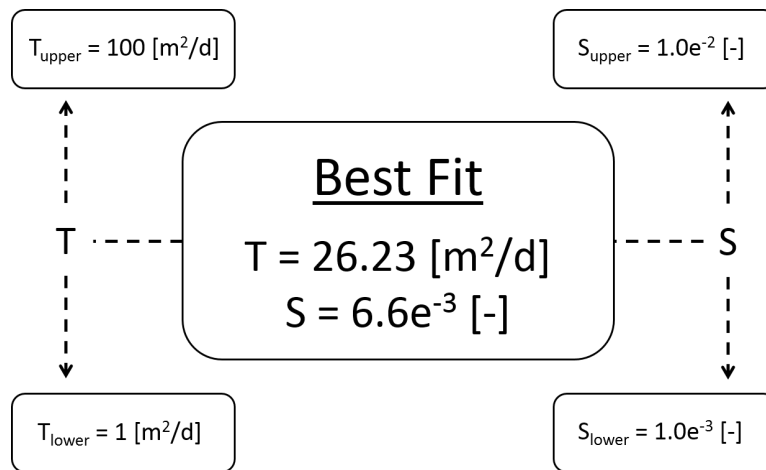 T_upper = 100 [m²/d]
S_upper = 1.0e⁻² [-]
Best Fit
T
T = 26.23 [m²/d]
S
S = 6.6e⁻³ [-]
T_lower = 1 [m²/d]
S_lower = 1.0e⁻³ [-]